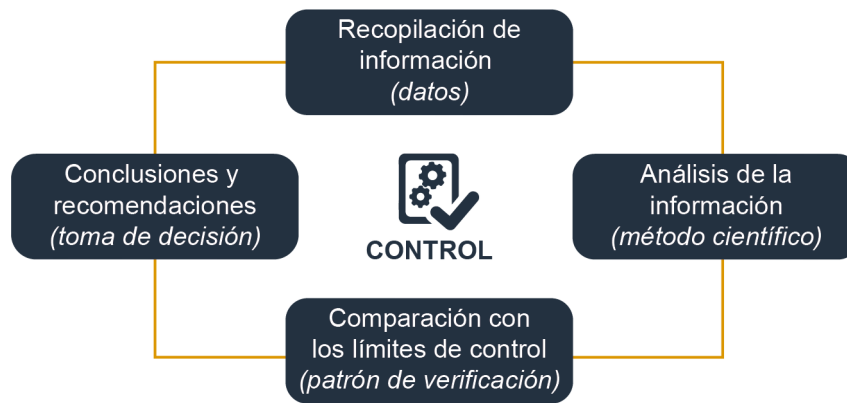 Recopilación de
información
(datos)
Conclusiones y
recomendaciones
(toma de decisión)
CONTROL
Análisis de la
información
(método científico)
Comparación con
los límites de control
(patrón de verificación)